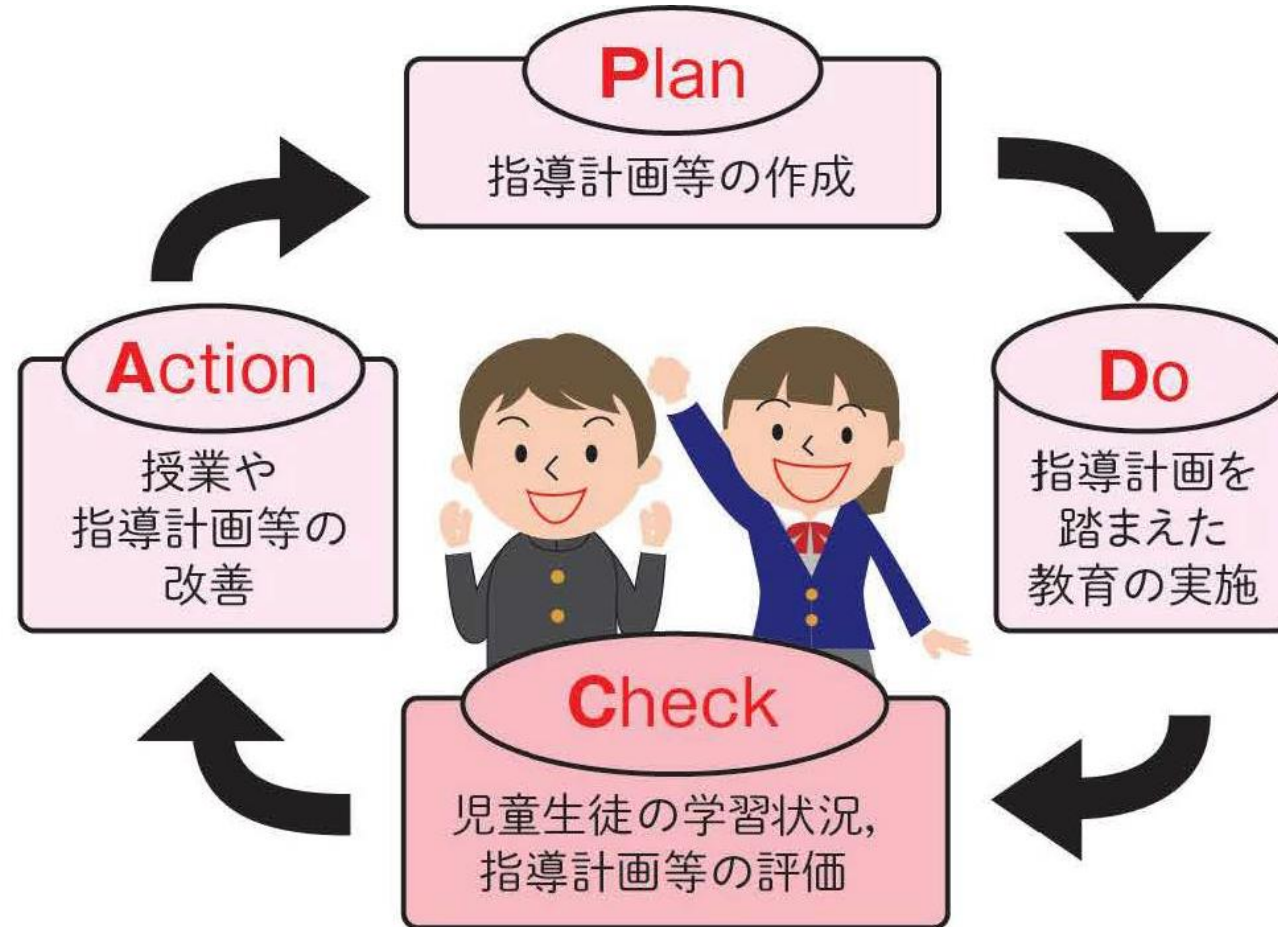 Plan
指導計画等の作成
Do
指導計画を
踏まえた
教育の実施
Check
児童生徒の学習状況,
指導計画等の評価
Action
授業や
指導計画等の
改善